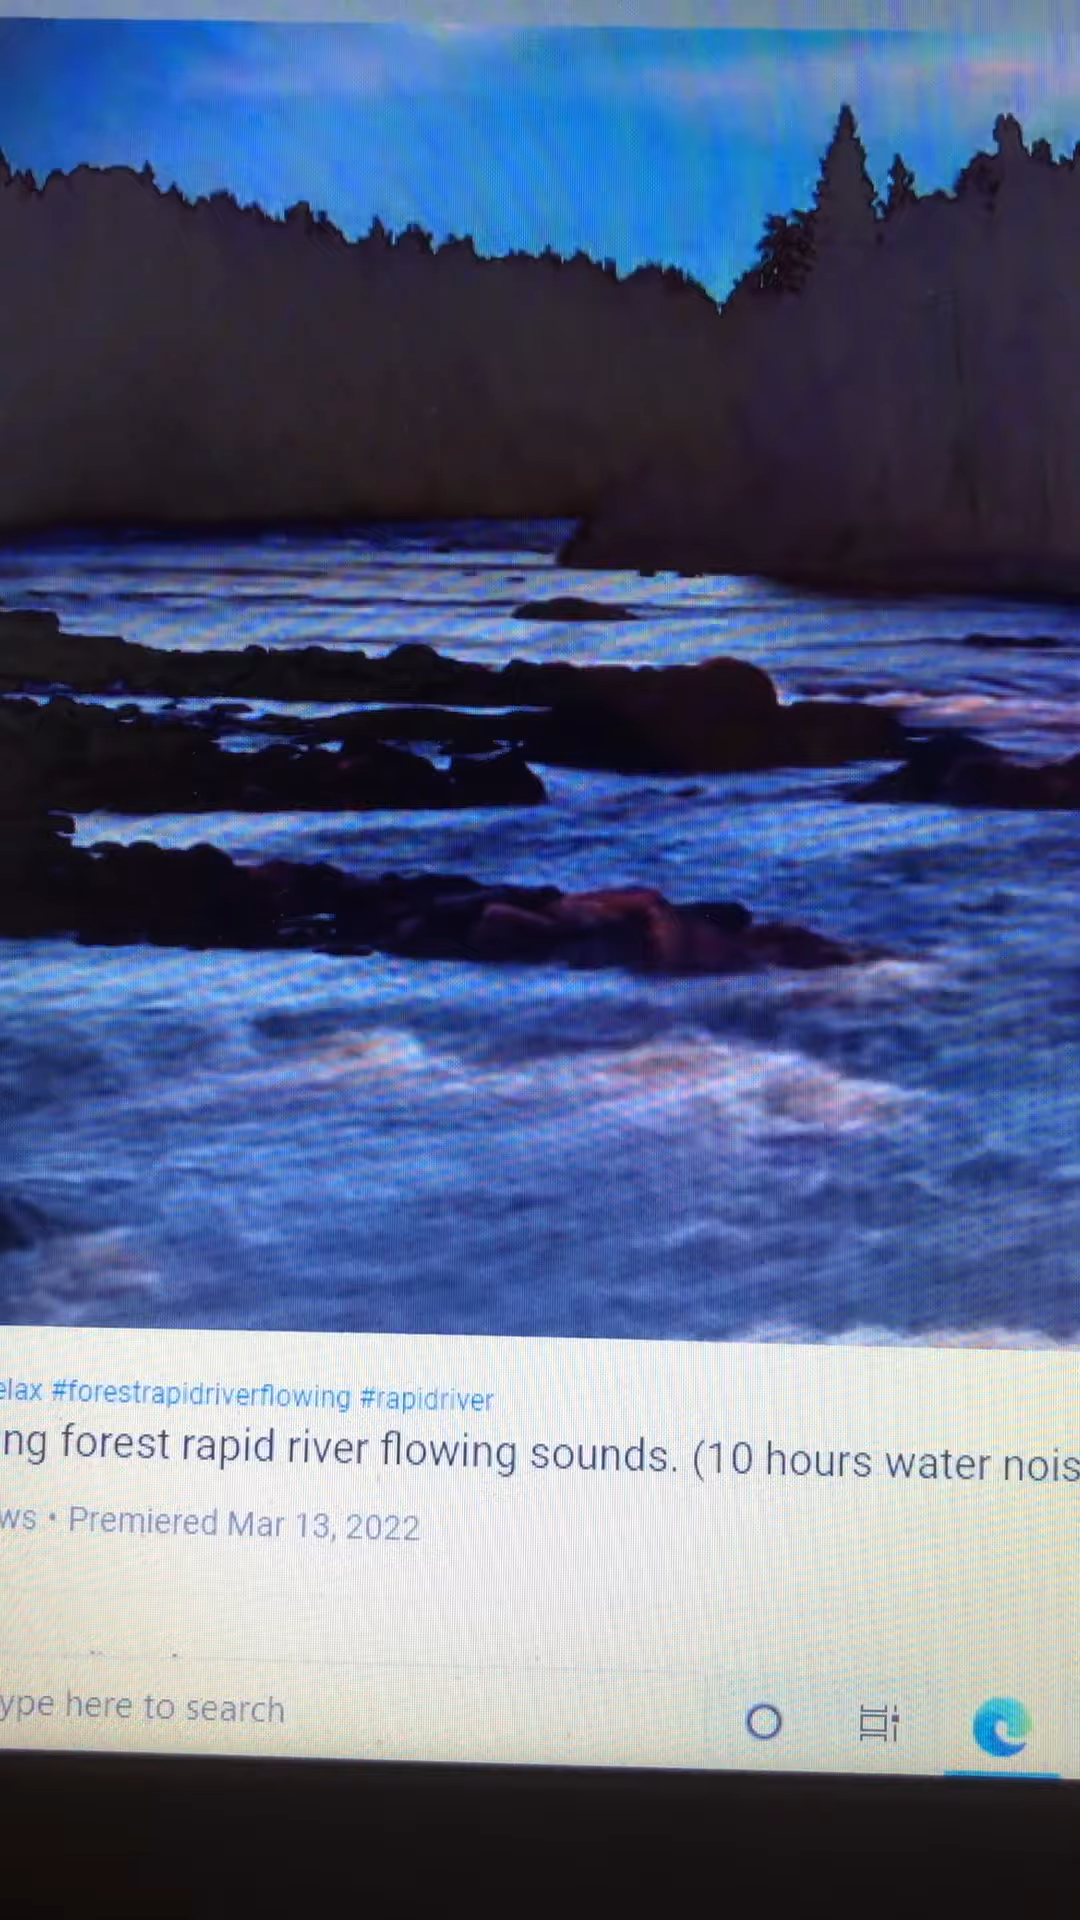 elax #forestrapidriverflowing #rapidriver
ng forest rapid river flowing sounds. (10 hours water nois
ws • Premiered Mar 13, 2022
ype here to search